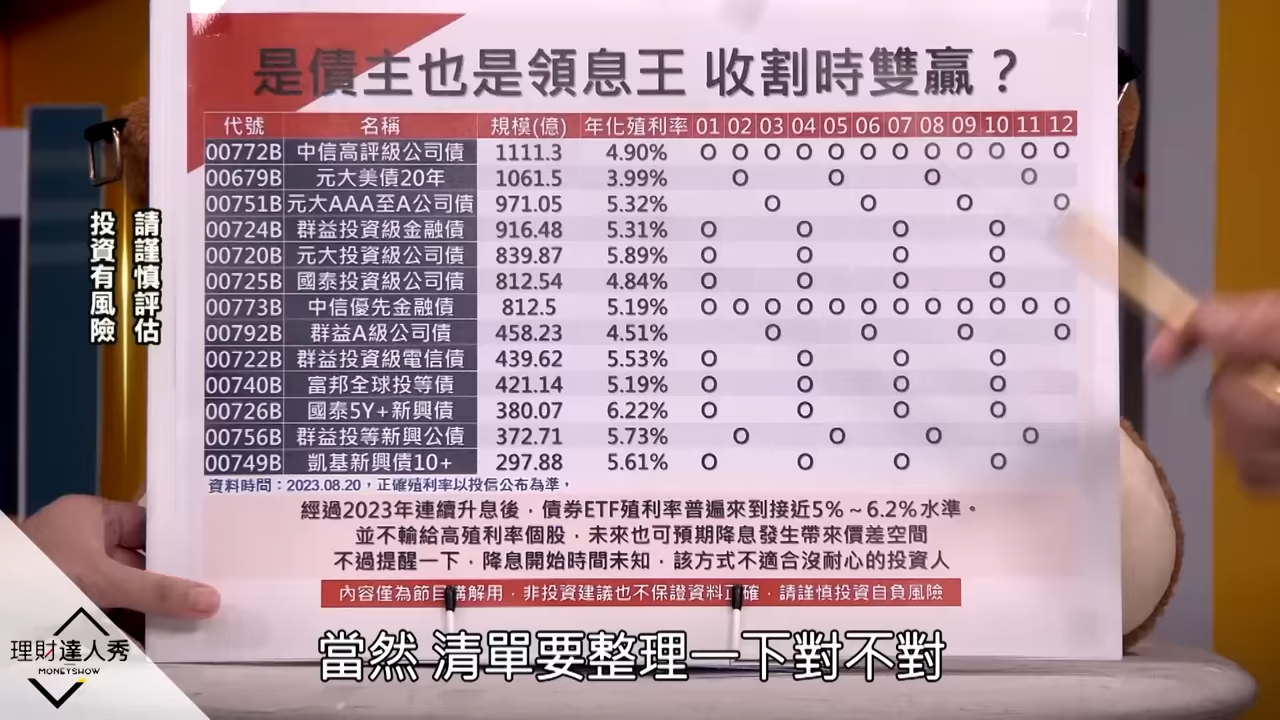 是債主也是領息王 收割時雙贏？
代號 名稱 規模(億) 年化殖利率 01 02 03 04 05 06 07 08 09 10 11 12
00772B 中信高評級公司債 1111.3 4.90% O O O O O O O O O O O O
00679B 元大美債20年 1061.5 3.99% O O O O
00751B 元大AAA至A公司債 971.05 5.32% O O O O
00724B 群益投資級金融債 916.48 5.31% O O O O
00720B 元大投資級公司債 839.87 5.89% O O O O
00725B 國泰投資級公司債 812.54 4.84% O O O O
00773B 中信優先金融債 812.5 5.19% O O O O O O O O O O O O
00792B 群益A級公司債 458.23 4.51% O O O O
00722B 群益投資級電信債 439.62 5.53% O O O O
00740B 富邦全球投等債 421.14 5.19% O O O O
00726B 國泰5Y+新興債 380.07 6.22% O O O O
00756B 群益投等新興公債 372.71 5.73% O O O O
00749B 凱基新興債10+ 297.88 5.61% O O O O
資料時間：2023.08.20，正確殖利率以投信公布為準，
經過2023年連續升息後，債券ETF殖利率普遍來到接近5%～6.2%水準。
並不輸給高殖利率個股，未來也可預期降息發生帶來價差空間
不過提醒一下，降息開始時間未知，該方式不適合沒耐心的投資人
內容僅為節目講解用，非投資建議也不保證資料正確，請謹慎投資自負風險
請謹慎評估
投資有風險
理財達人秀
MONEYSHOW
當然 清單要整理一下對不對